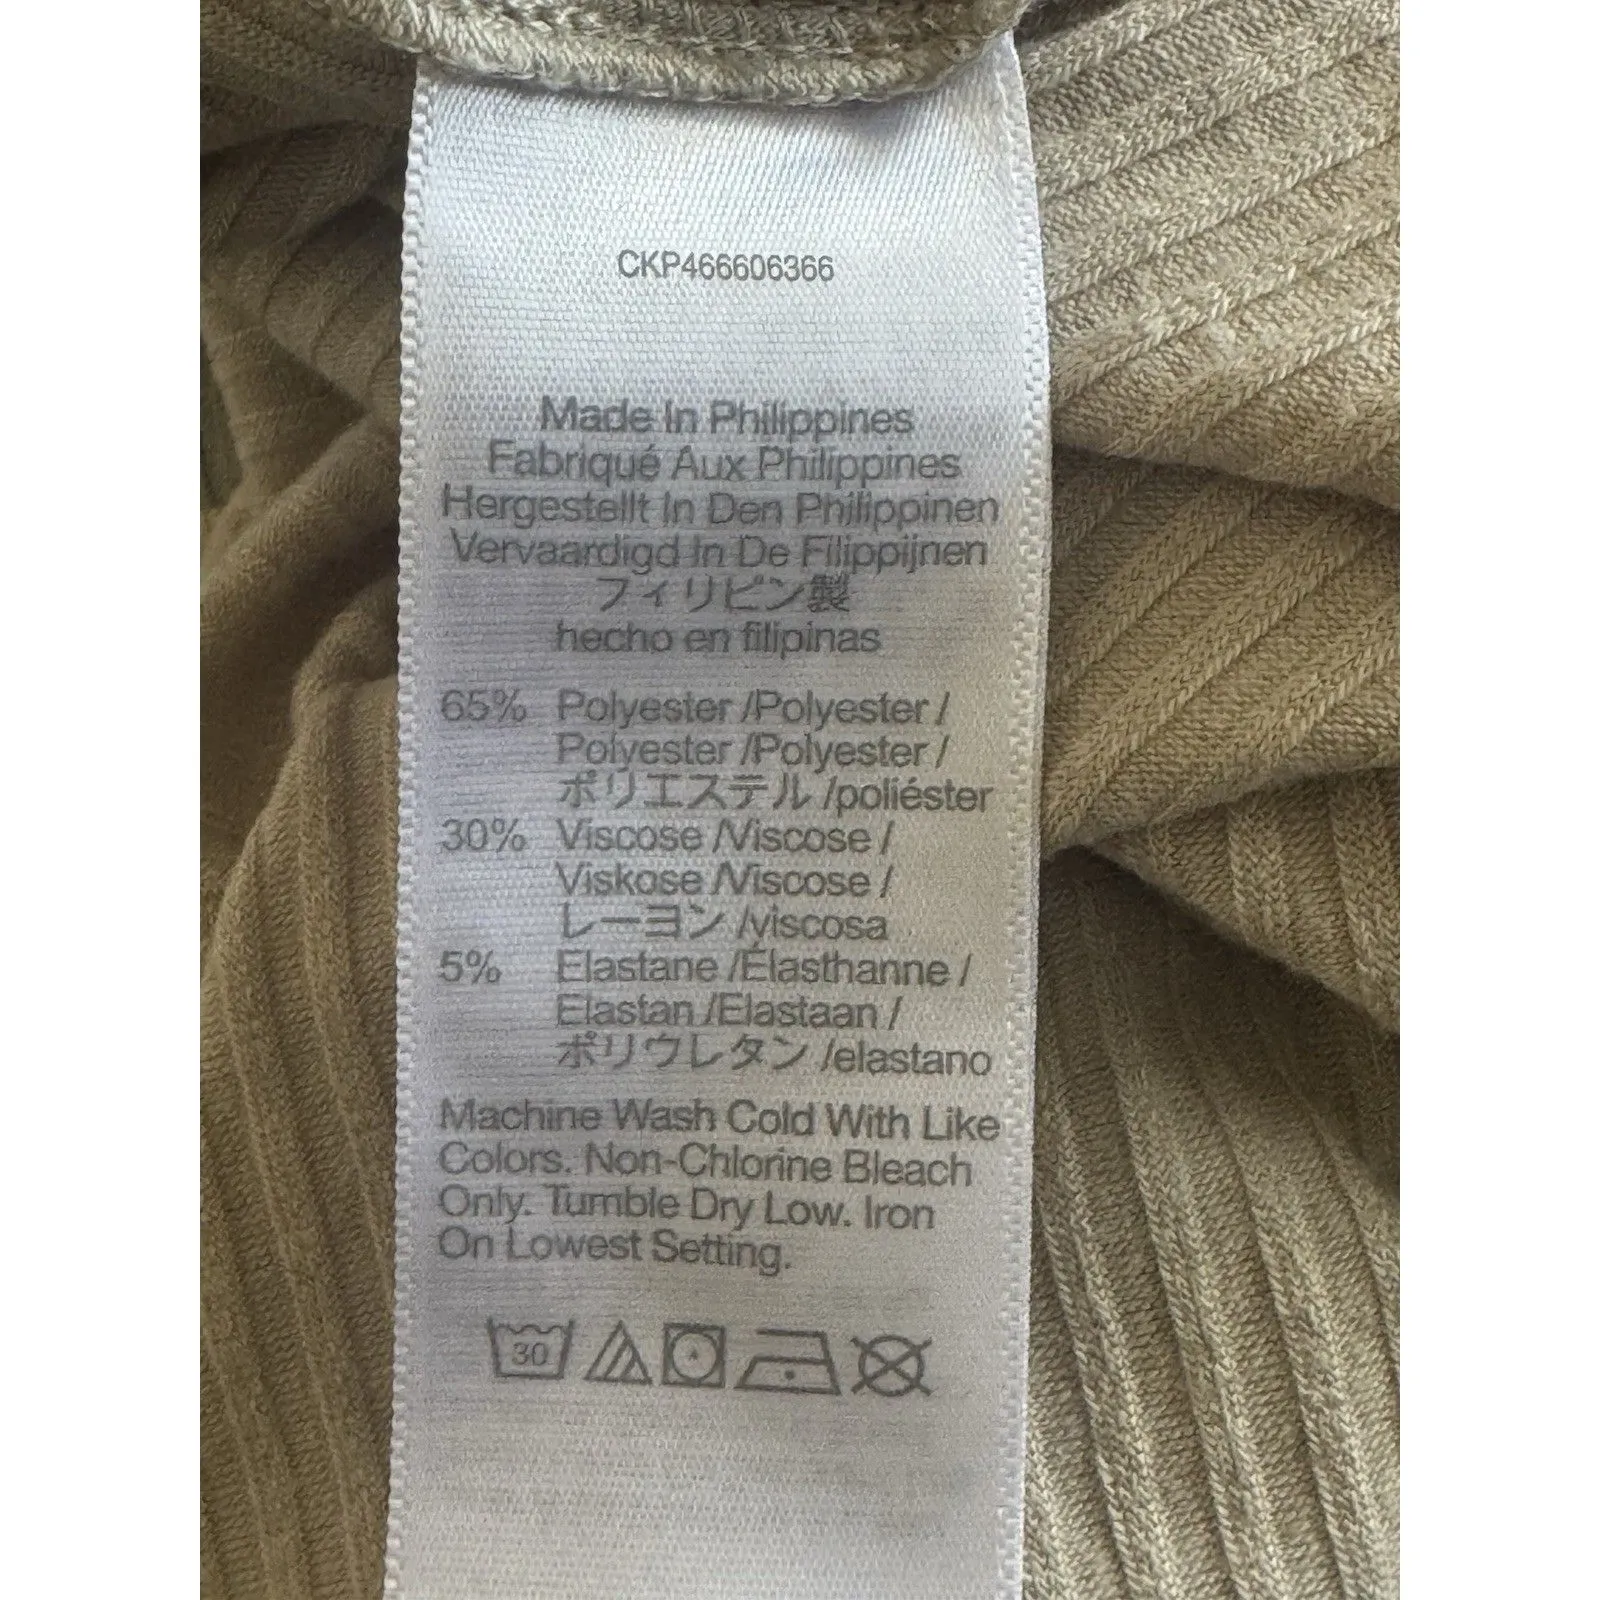 CKP466606366
Made In Philippines
Fabriqué Aux Philippines
Hergestellt In Den Philippinen
Vervaardigd In De Filippijnen
フィリピン製
hecho en filipinas
65% Polyester /Polyester /
Polyester /Polyester /
ポリエステル /poliéster
30% Viscose /Viscose /
Viskose /Viscose /
レーヨン /viscosa
5% Elastane /Élasthanne /
Elastan /Elastaan /
ポリウレタン /elastano
Machine Wash Cold With Like
Colors. Non-Chlorine Bleach
Only. Tumble Dry Low. Iron
On Lowest Setting.
30